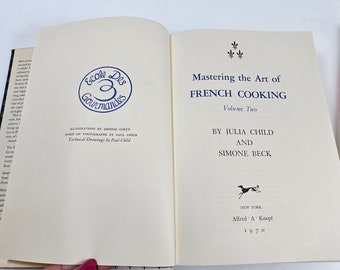 Ecole Des
3
Gourmandes
ILLUSTRATIONS BY SIDONIE CORYN
BASED ON PHOTOGRAPHS BY PAUL CHILD
Technical Drawings by Paul Child
Mastering the Art of
FRENCH COOKING
Volume Two
BY JULIA CHILD
AND
SIMONE BECK
NEW YORK
Alfred · A · Knopf
1970